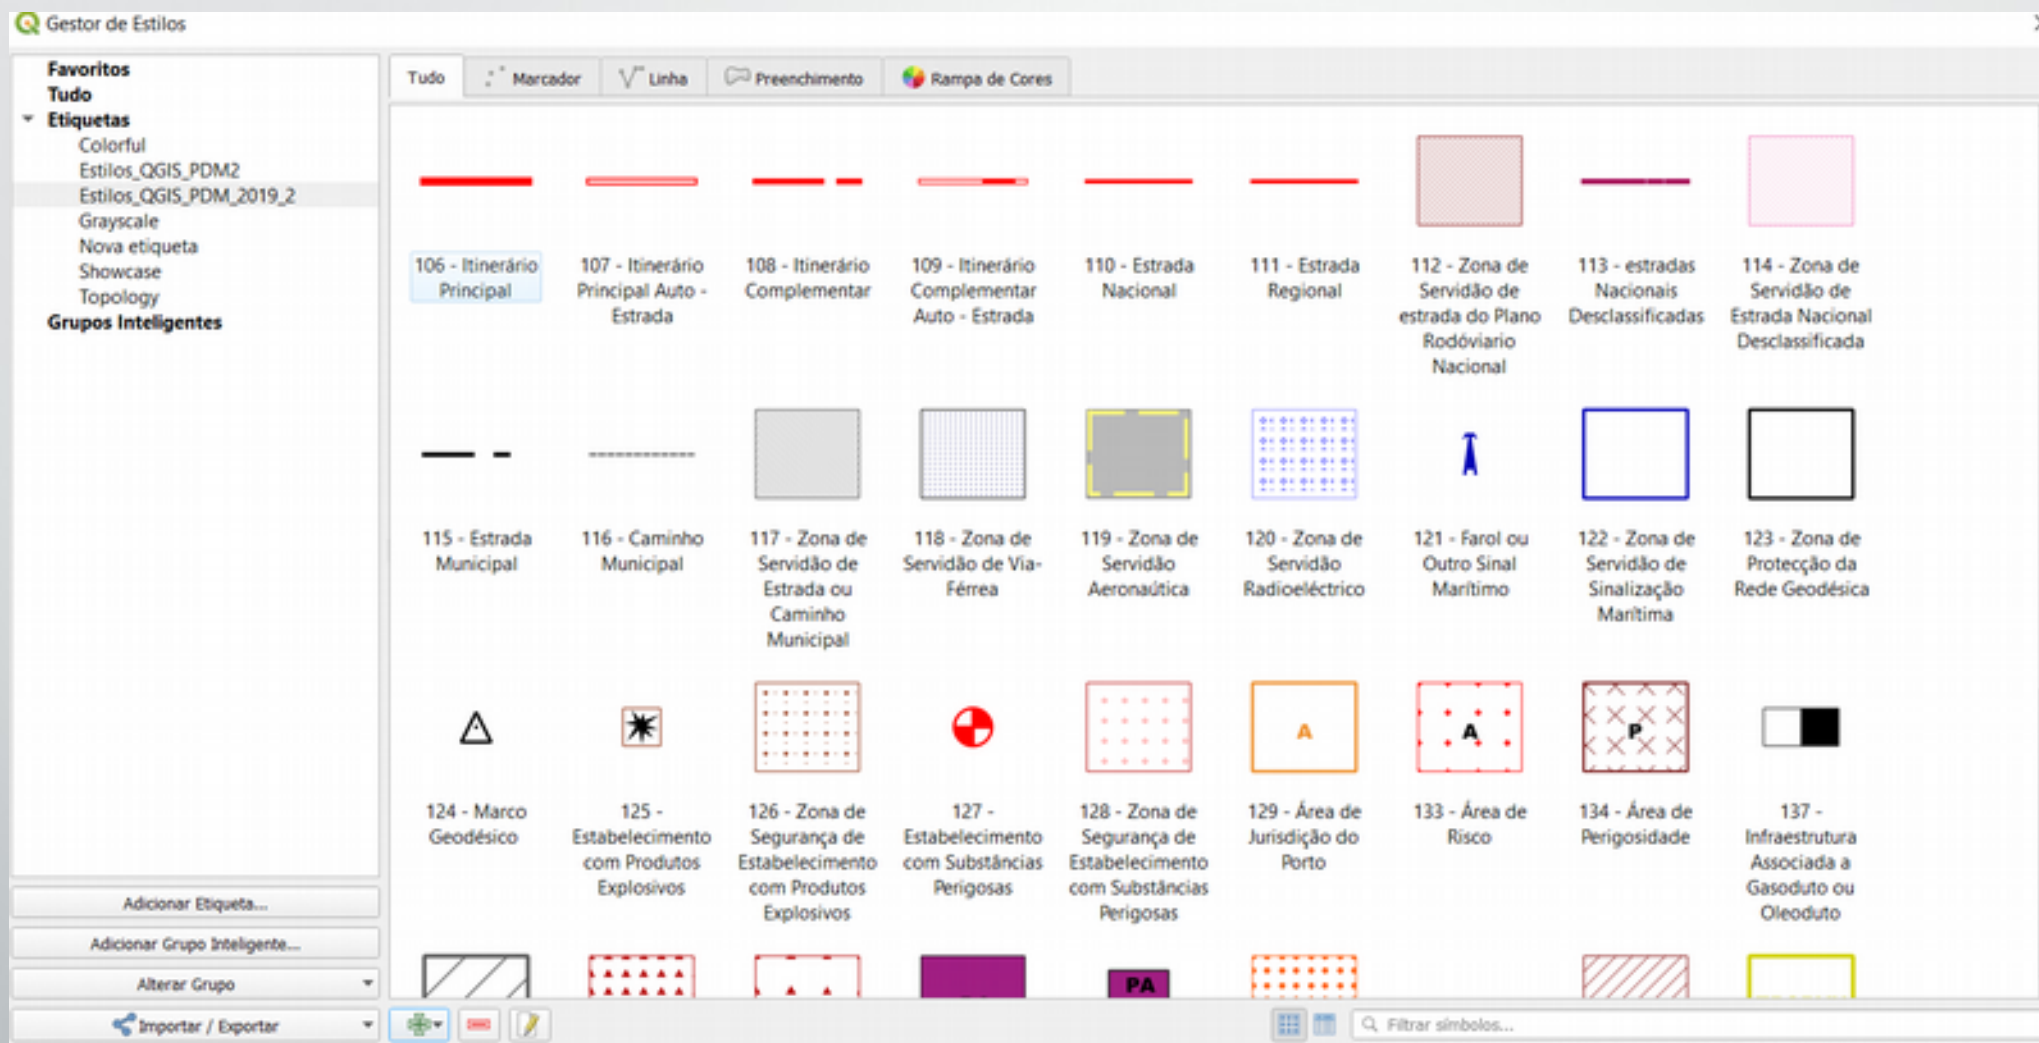 Gestor de Estilos
Favoritos
Tudo
Etiquetas
Colorful
Estilos_QGIS_PDM2
Estilos_QGIS_PDM_2019_2
Grayscale
Nova etiqueta
Showcase
Topology
Grupos Inteligentes
Adicionar Etiqueta...
Adicionar Grupo Inteligente...
Alterar Grupo
Importar / Exportar
Tudo
Marcador
Linha
Preenchimento
Rampa de Cores
106 - Itinerário
Principal
107 - Itinerário
Principal Auto -
Estrada
108 - Itinerário
Complementar
109 - Itinerário
Complementar
Auto - Estrada
110 - Estrada
Nacional
111 - Estrada
Regional
112 - Zona de
Servidão de
estrada do Plano
Rodóviario
Nacional
113 - estradas
Nacionais
Desclassificadas
114 - Zona de
Servidão de
Estrada Nacional
Desclassificada
115 - Estrada
Municipal
116 - Caminho
Municipal
117 - Zona de
Servidão de
Estrada ou
Caminho
Municipal
118 - Zona de
Servidão de Via-
Férrea
119 - Zona de
Servidão
Aeronaútica
120 - Zona de
Servidão
Radioeléctrico
121 - Farol ou
Outro Sinal
Marítimo
122 - Zona de
Servidão de
Sinalização
Marítima
123 - Zona de
Protecção da
Rede Geodésica
A
A
P
124 - Marco
Geodésico
125 -
Estabelecimento
com Produtos
Explosivos
126 - Zona de
Segurança de
Estabelecimento
com Produtos
Explosivos
127 -
Estabelecimento
com Substâncias
Perigosas
128 - Zona de
Segurança de
Estabelecimento
com Substâncias
Perigosas
129 - Área de
Jurisdição do
Porto
133 - Área de
Risco
134 - Área de
Perigosidade
137 -
Infraestrutura
Associada a
Gasoduto ou
Oleoduto
PA
Filtrar símbolos...